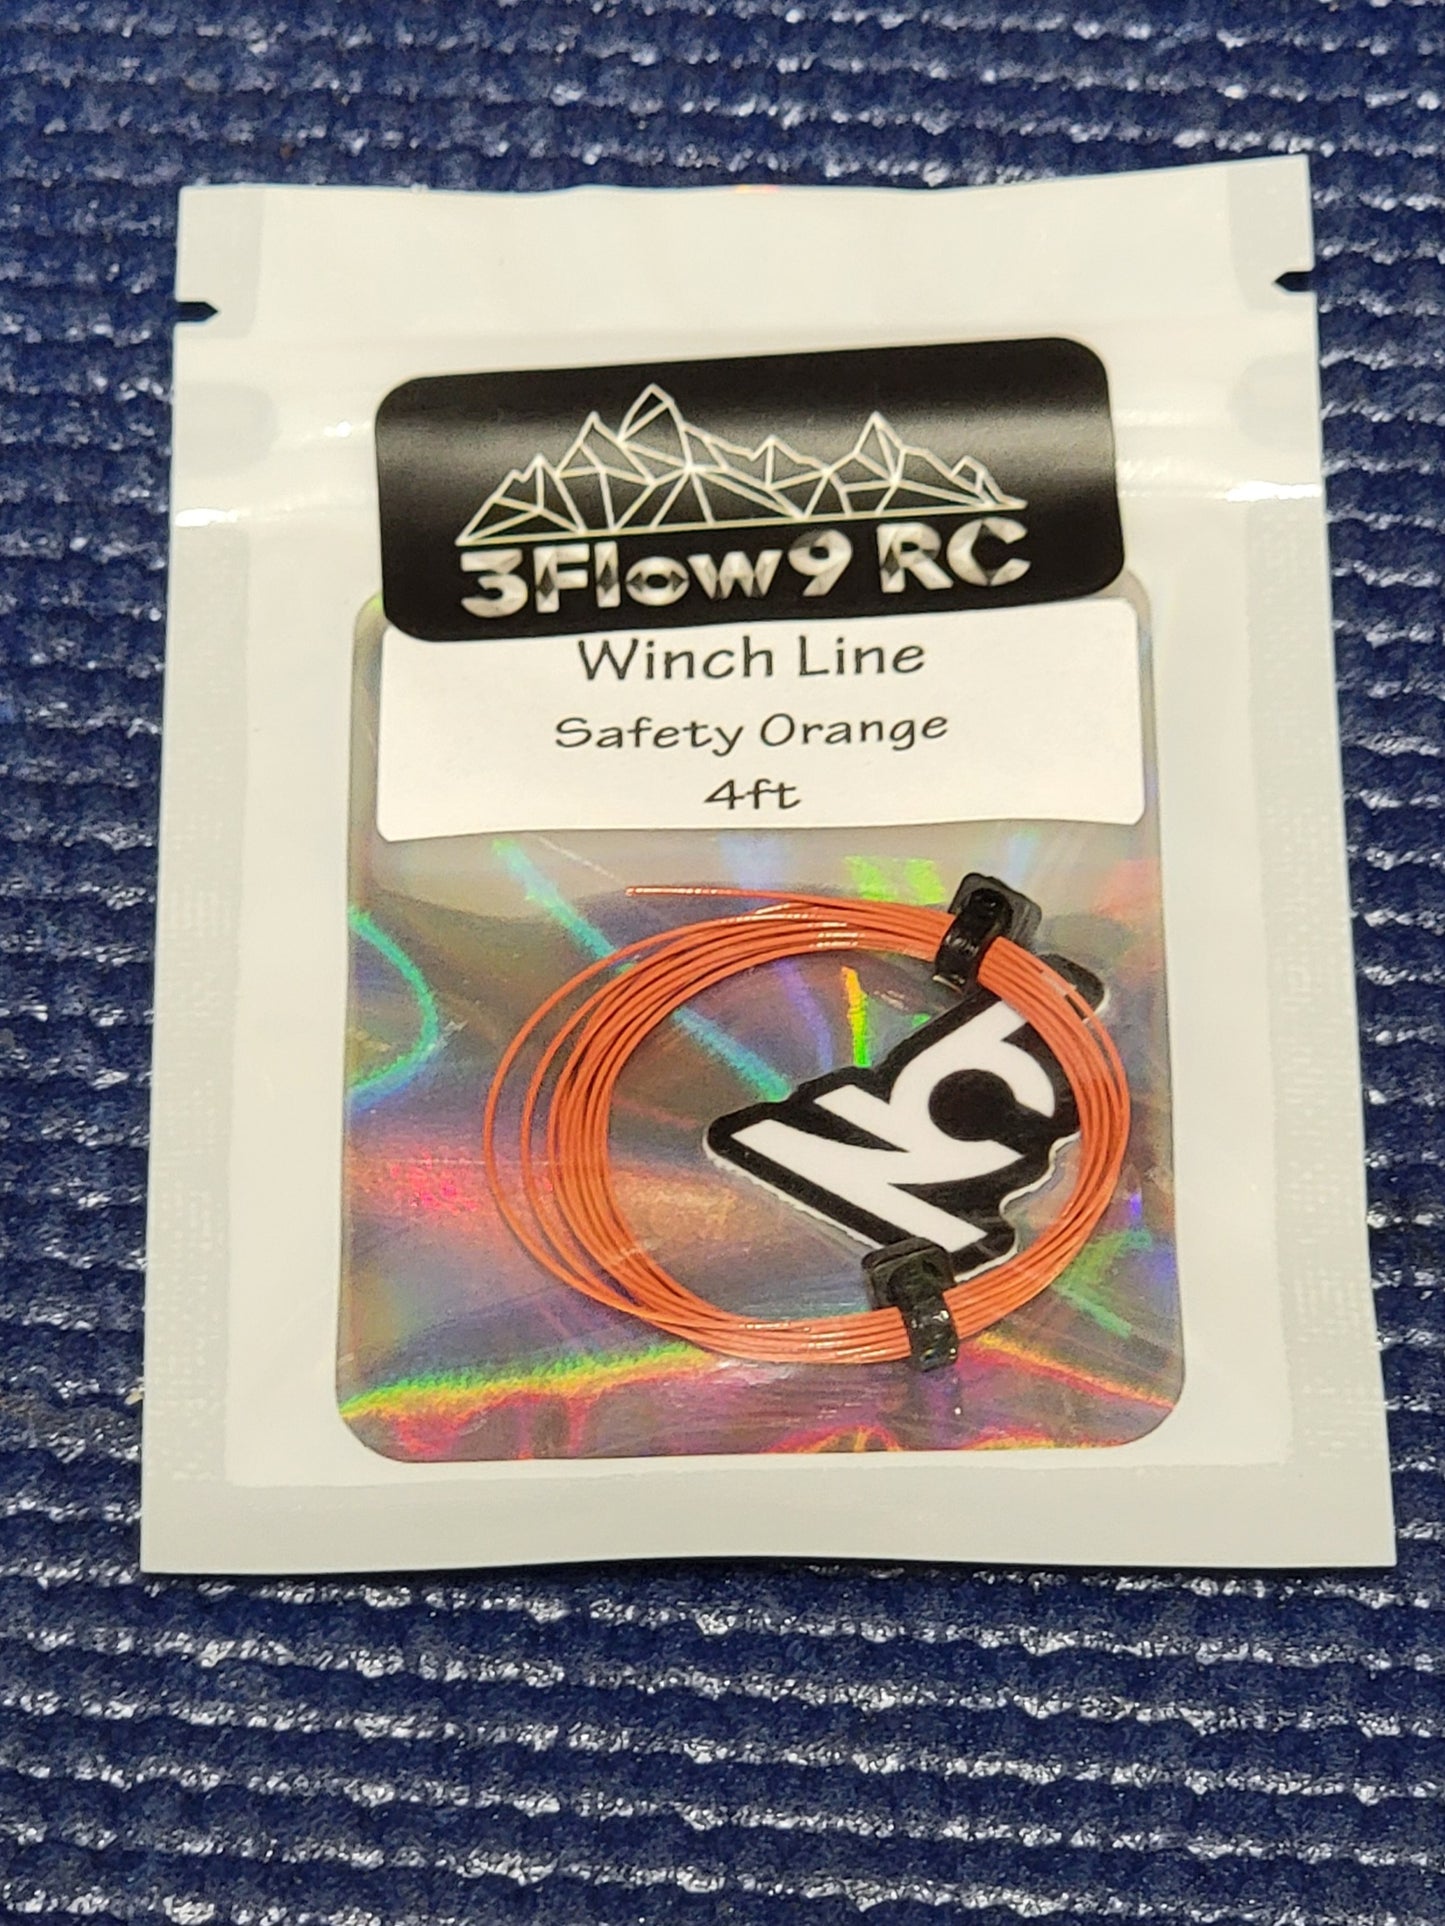 3Flow9 RC
Winch Line
Safety Orange
4ft